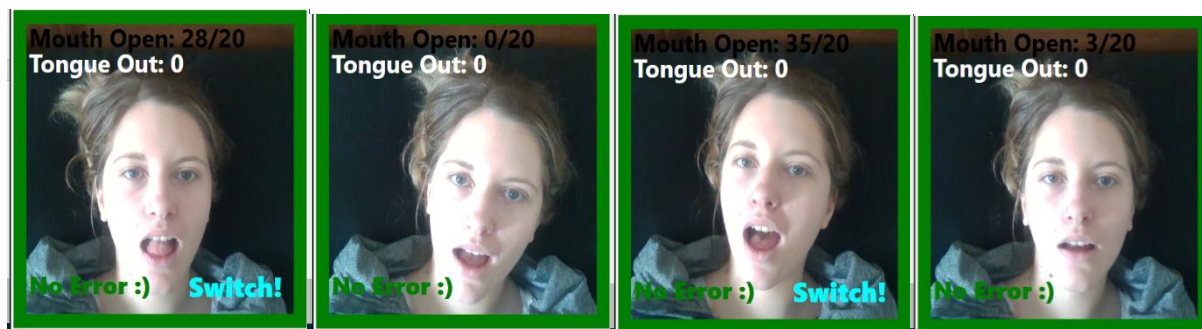 Mouth Open: 28/20
Tongue Out: 0
No Error :) Switch!
Mouth Open: 0/20
Tongue Out: 0
No Error :)
Mouth Open: 35/20
Tongue Out: 0
No Error :) Switch!
Mouth Open: 3/20
Tongue Out: 0
No Error :)